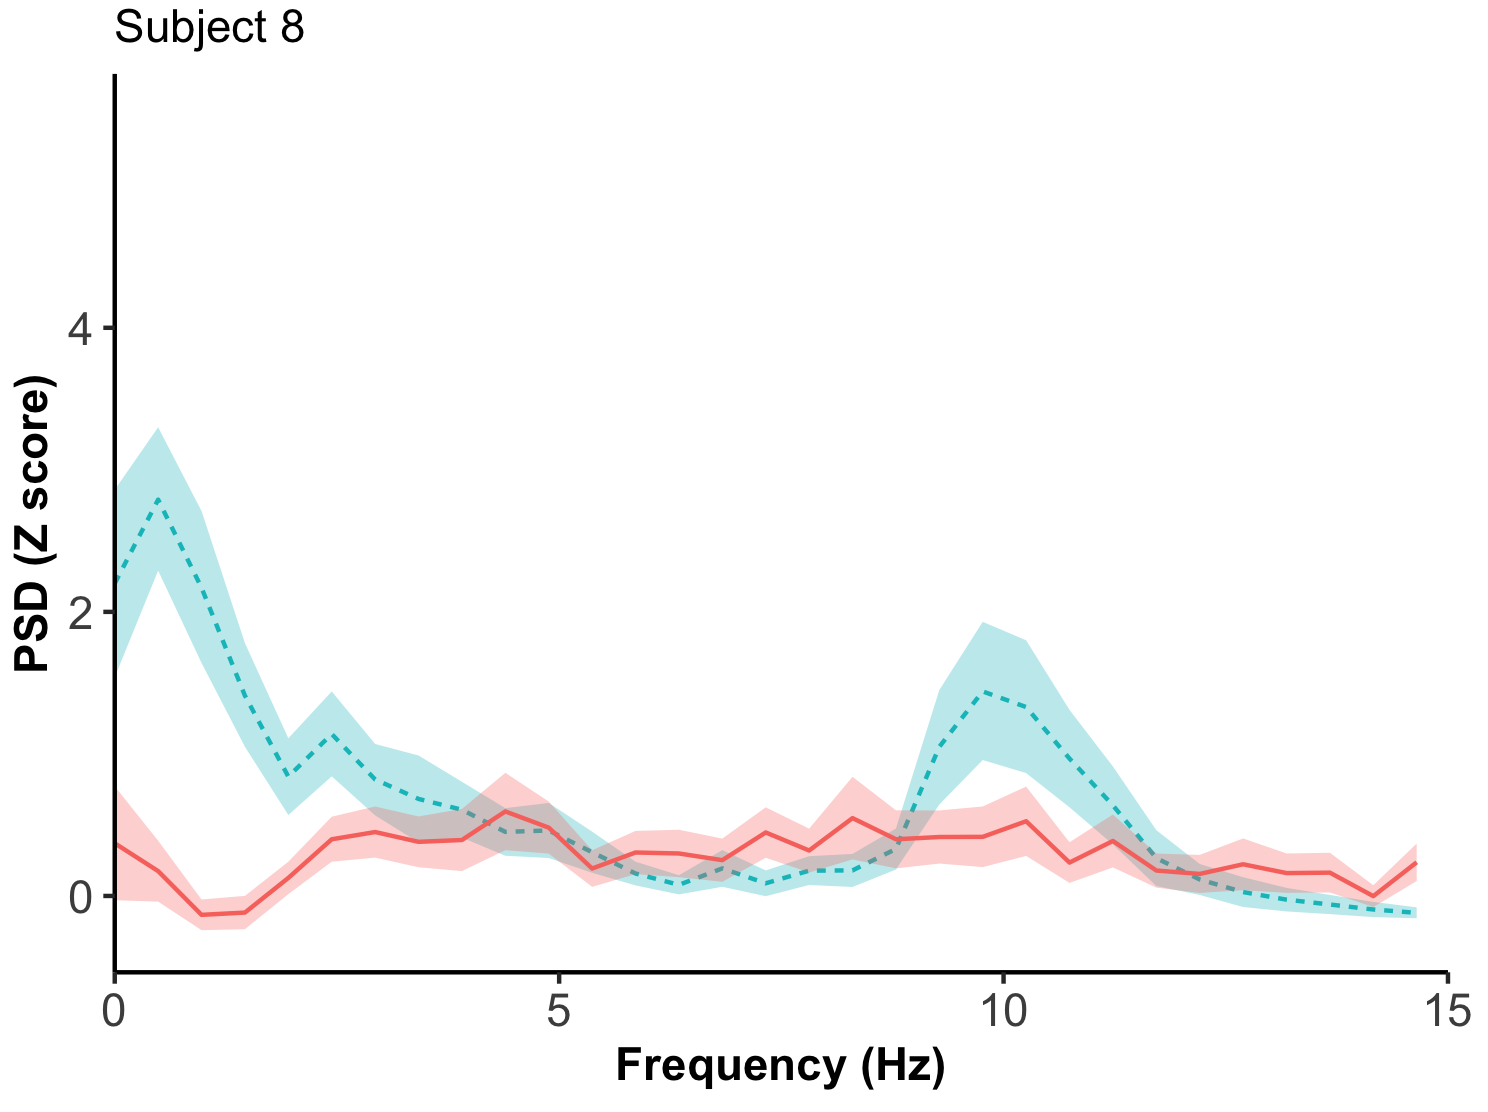 Subject 8
4
2
0
PSD (Z score)
0 5 10 15
Frequency (Hz)